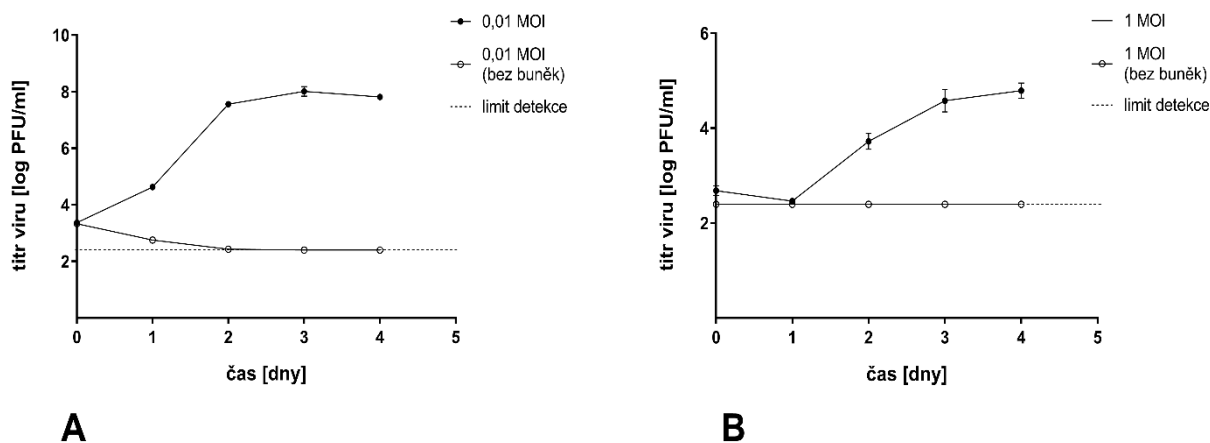 titr viru [log PFU/ml]
10
8
6
4
2
0
1
2
3
4
5
čas [dny]
0,01 MOI
0,01 MOI
(bez buněk)
limit detekce
A
titr viru [log PFU/ml]
6
4
2
0
1
2
3
4
5
čas [dny]
1 MOI
1 MOI
(bez buněk)
limit detekce
B